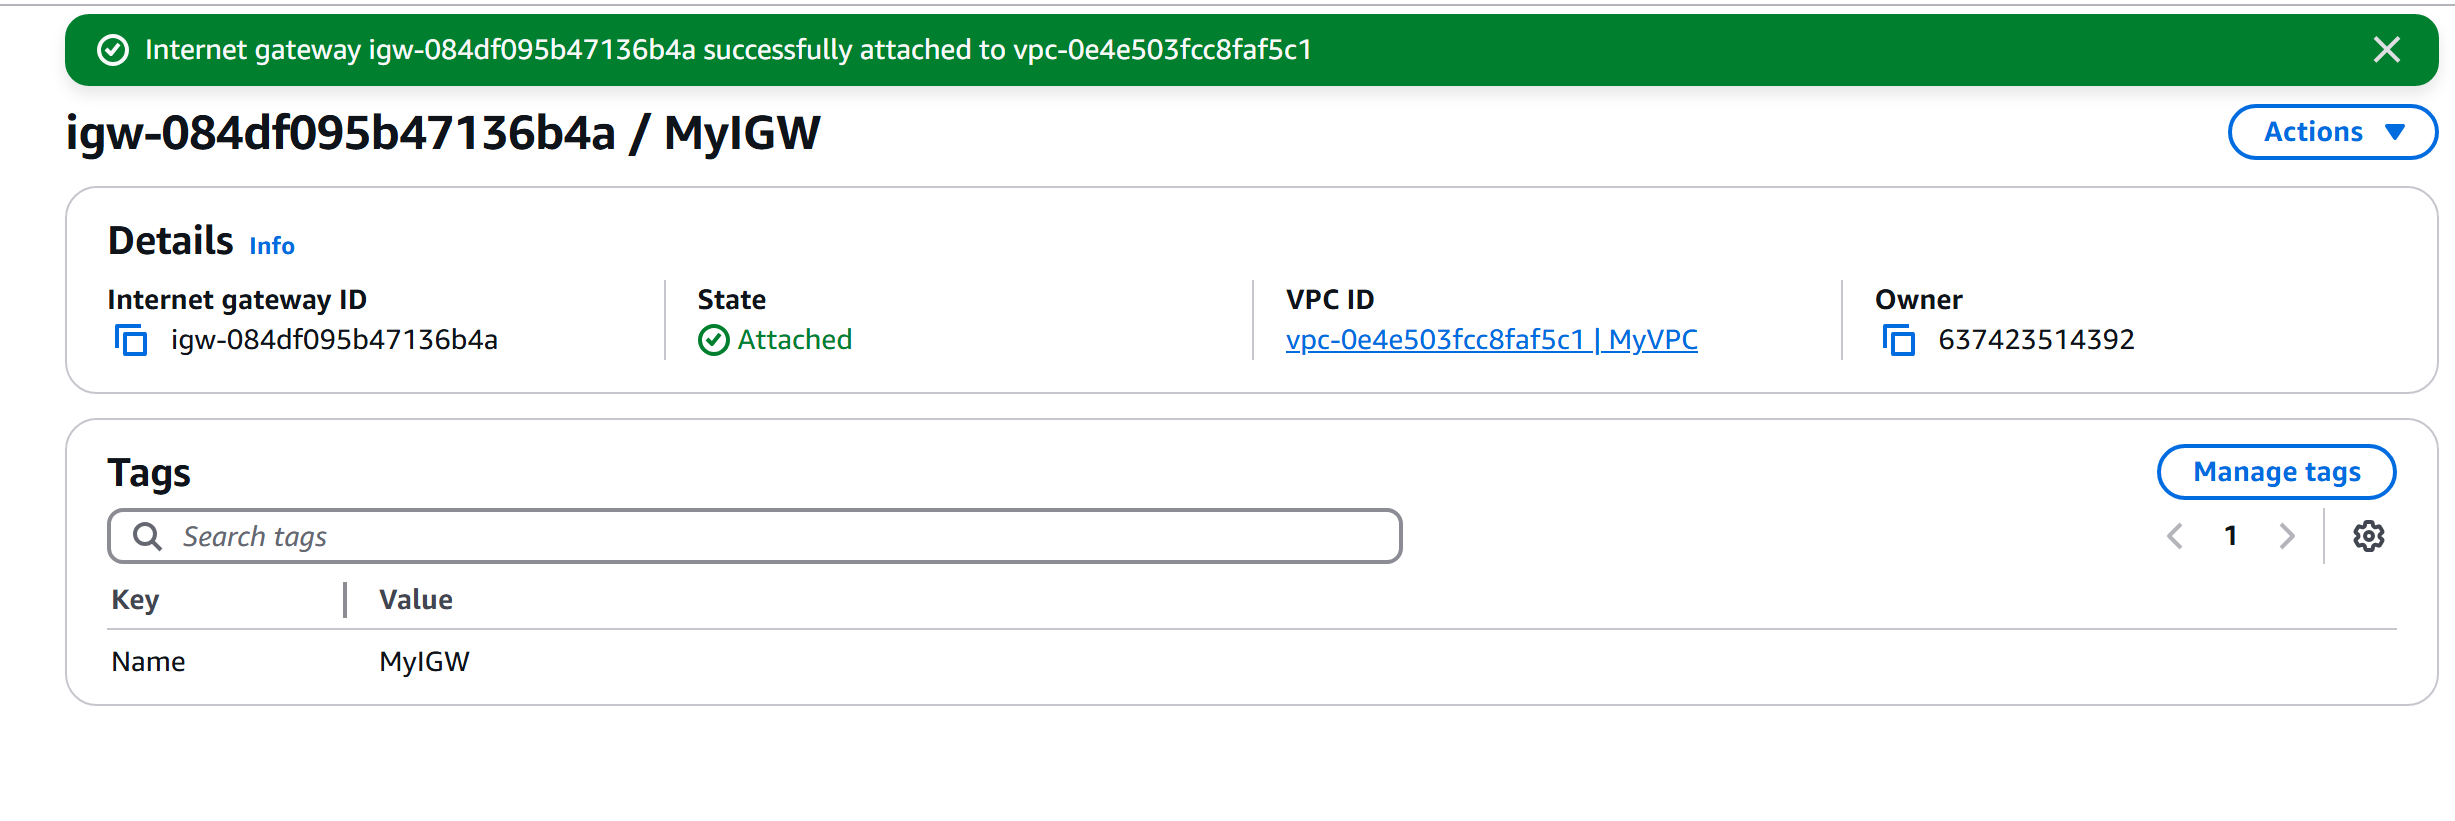 Internet gateway igw-084df095b47136b4a successfully attached to vpc-0e4e503fcc8faf5c1
igw-084df095b47136b4a / MyIGW
Actions
Details Info
Internet gateway ID
igw-084df095b47136b4a
State
Attached
VPC ID
vpc-0e4e503fcc8faf5c1 | MyVPC
Owner
637423514392
Tags
Manage tags
Search tags
1
Key Value
Name MyIGW